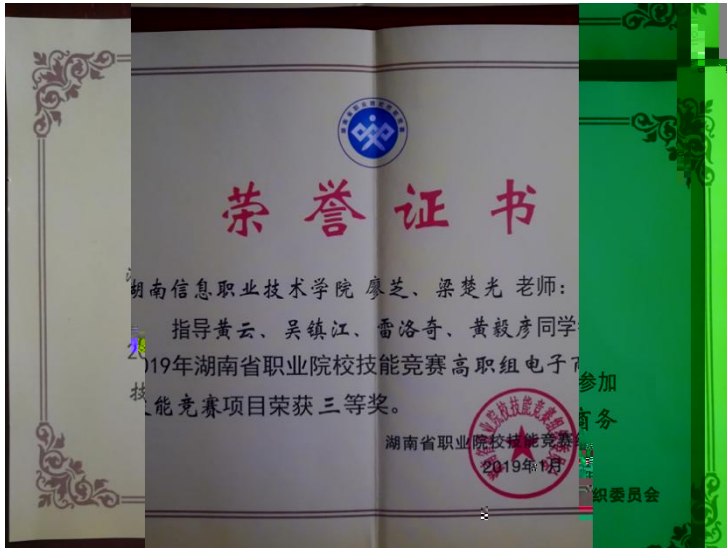 荣誉证书
湖南信息职业技术学院 廖芝、梁楚光 老师:
指导黄云、吴镇江、雷洛奇、黄毅彦同学参加
2019年湖南省职业院校技能竞赛高职组电子商务
技能竞赛项目荣获三等奖。
湖南省职业院校技能竞赛组织委员会
2019年1月